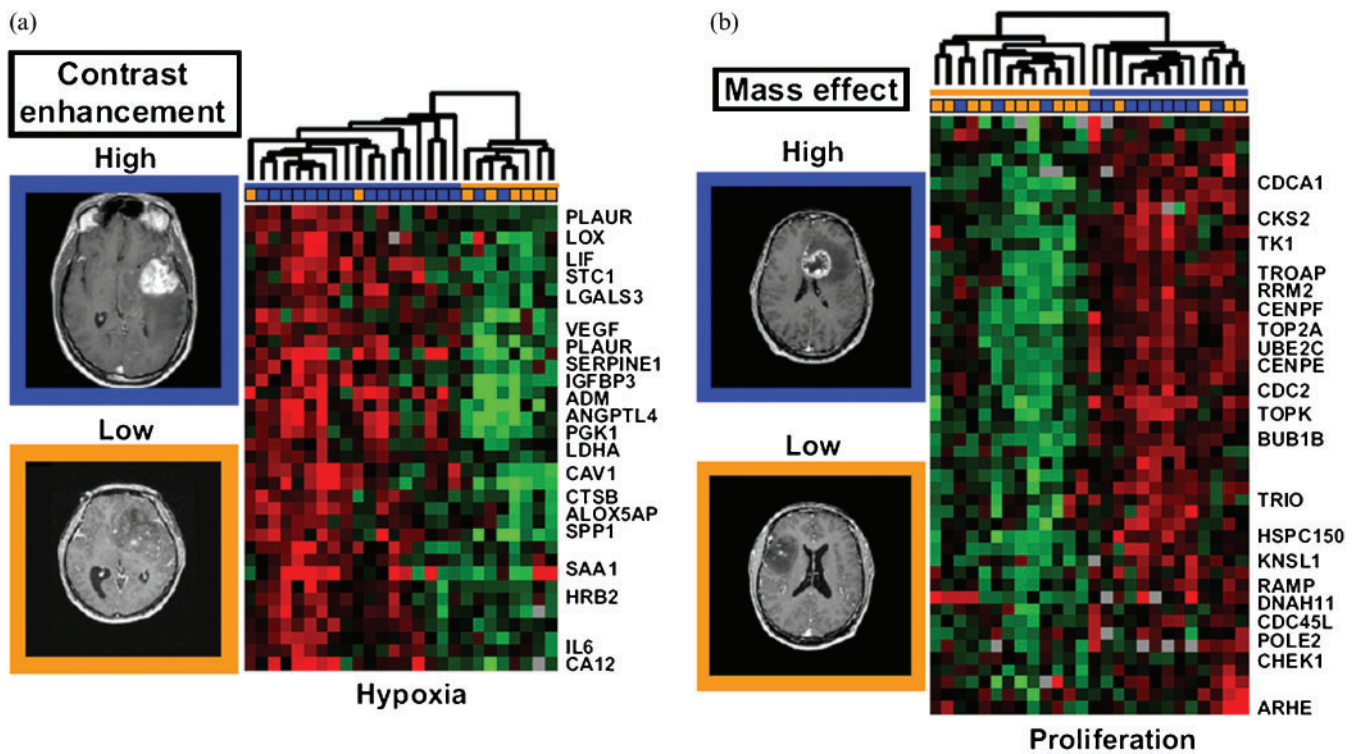 (a)
Contrast
enhancement
High
Low
PLAUR
LOX
LIF
STC1
LGALS3
VEGF
PLAUR
SERPINE1
IGFBP3
ADM
ANGPTL4
PGK1
LDHA
CAV1
CTSB
ALOX5AP
SPP1
SAA1
HRB2
IL6
CA12
Hypoxia
(b)
Mass effect
High
Low
CDCA1
CKS2
TK1
TROAP
RRM2
CENPF
TOP2A
UBE2C
CENPE
CDC2
TOPK
BUB1B
TRIO
HSPC150
KNSL1
RAMP
DNAH11
CDC45L
POLE2
CHEK1
ARHE
Proliferation